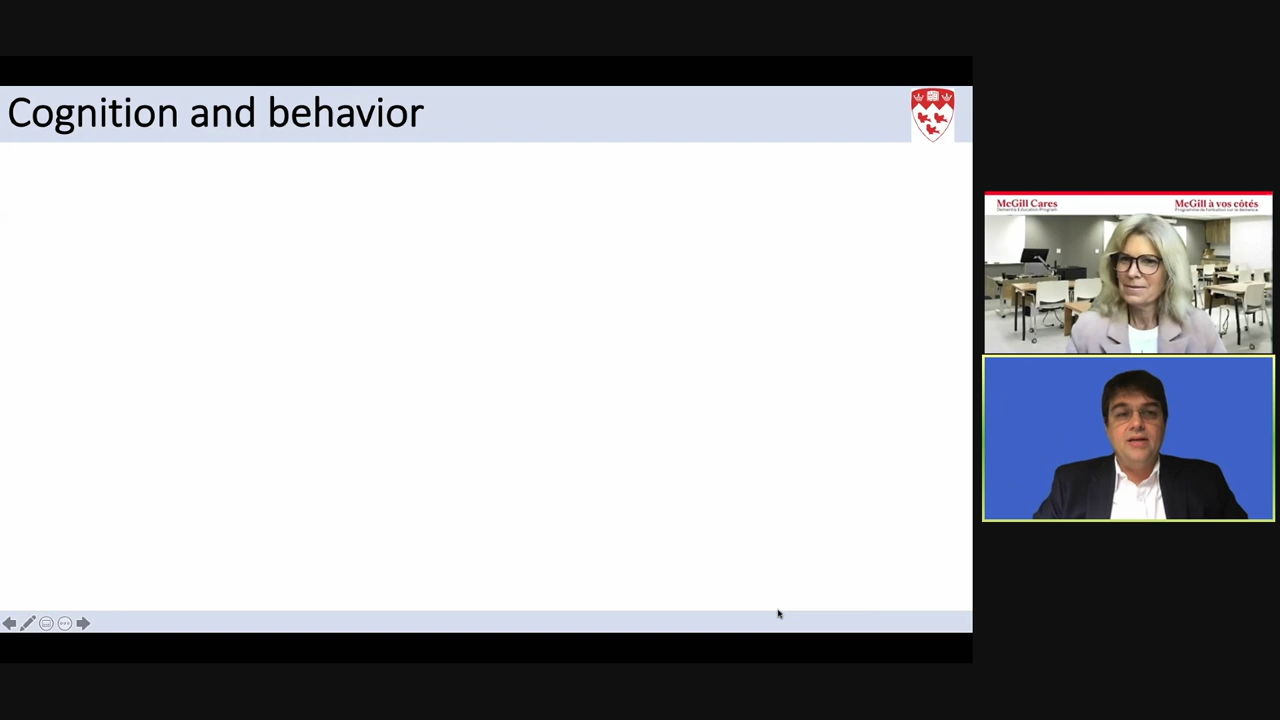 Cognition and behavior
McGill Cares
Dementia Education Program
McGill à vos côtés
Programme de formation sur la démence